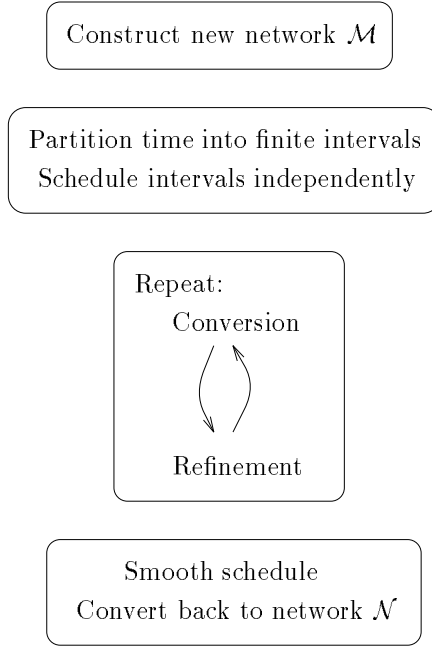 Construct new network ℳ
Partition time into finite intervals
Schedule intervals independently
Repeat:
Conversion
Refinement
Smooth schedule
Convert back to network 𝒩